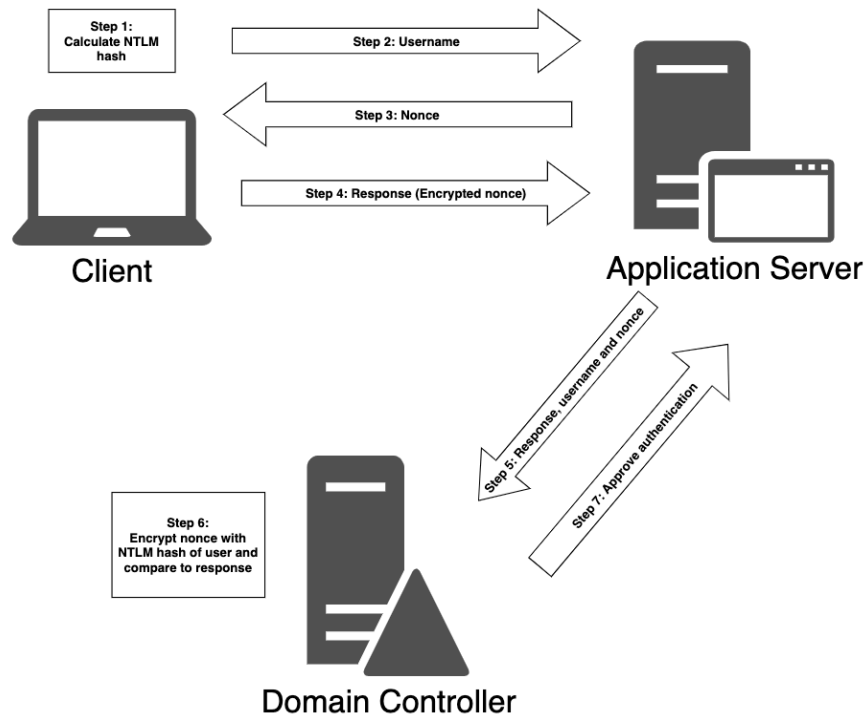 Step 1:
Calculate NTLM
hash
Step 2: Username
Step 3: Nonce
Step 4: Response (Encrypted nonce)
Client
Application Server
Step 5: Response, username and nonce
Step 7: Approve authentication
Step 6:
Encrypt nonce with
NTLM hash of user and
compare to response
Domain Controller